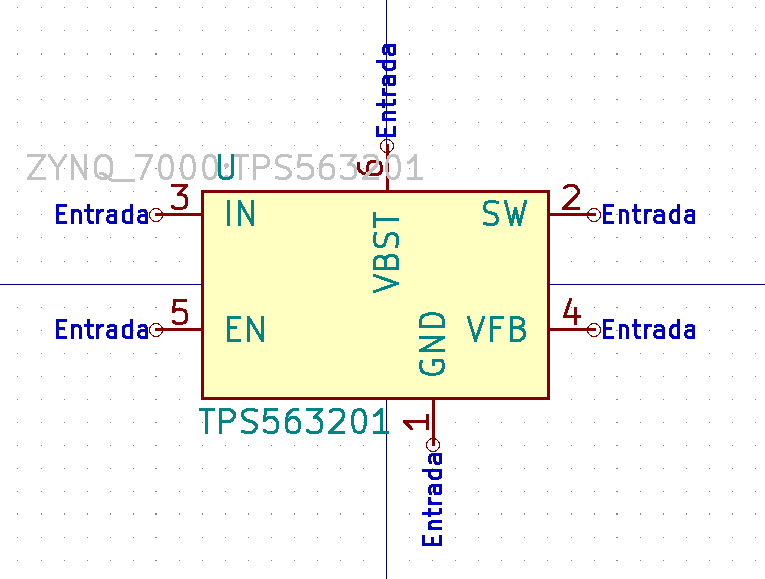 Entrada
ZYNQ_7000:TPS563201
U
6
3
2
Entrada
IN
SW
Entrada
VBST
5
4
Entrada
EN
GND
VFB
Entrada
TPS563201
1
Entrada